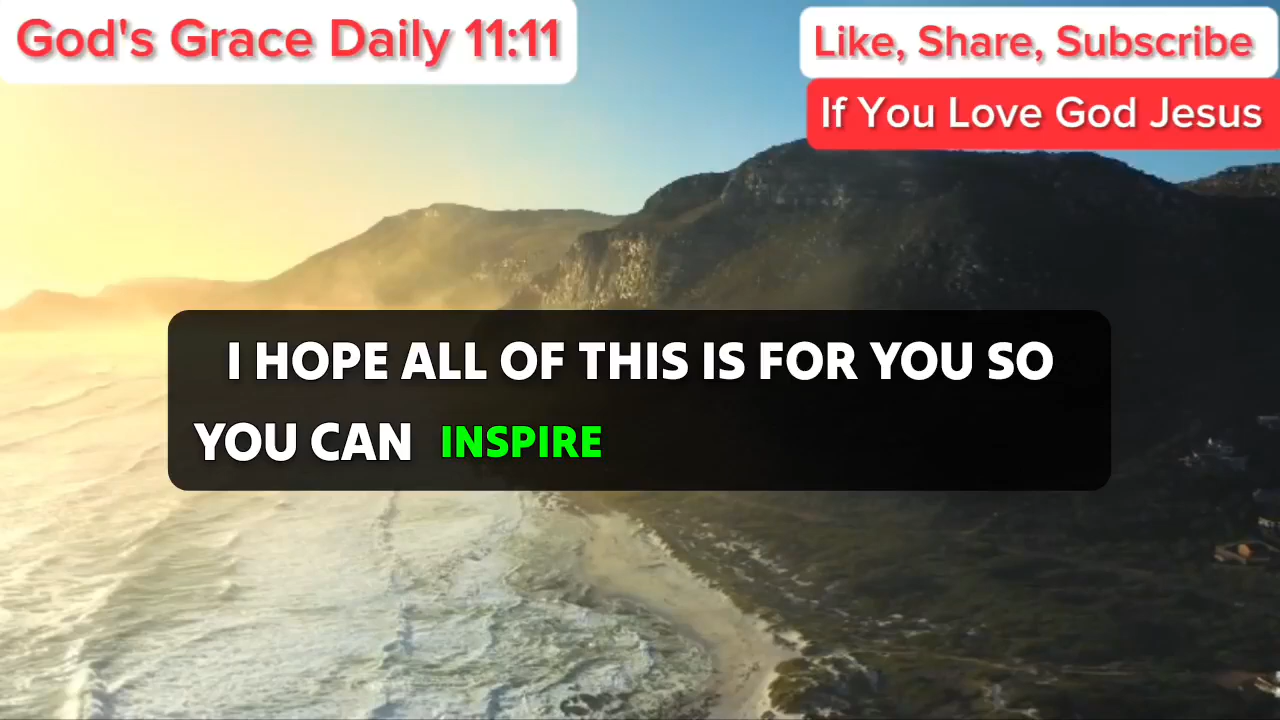 God's Grace Daily 11:11
Like, Share, Subscribe
If You Love God Jesus
I HOPE ALL OF THIS IS FOR YOU SO
YOU CAN INSPIRE